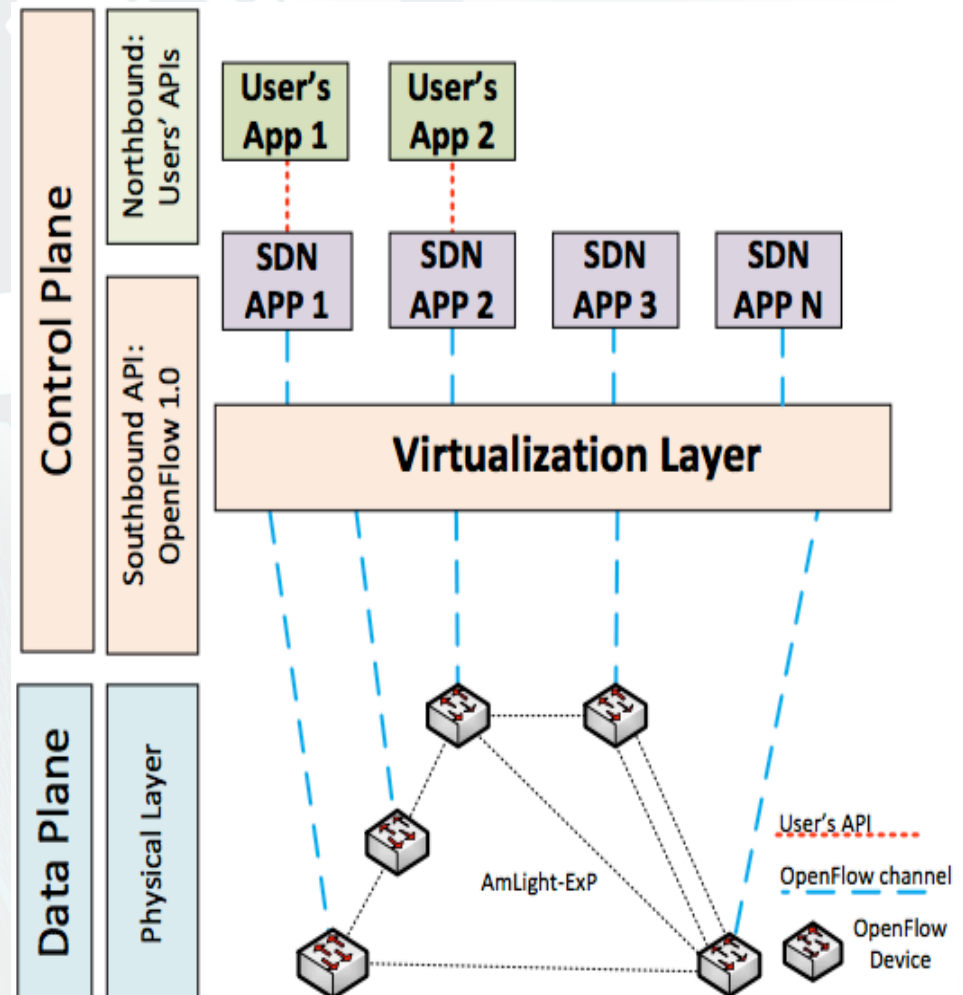 Control Plane
Northbound:
Users' APIs
Southbound API:
OpenFlow 1.0
Data Plane
Physical Layer
User's
App 1
User's
App 2
SDN
APP 1
SDN
APP 2
SDN
APP 3
SDN
APP N
Virtualization Layer
AmLight-ExP
User's API
OpenFlow channel
OpenFlow
Device